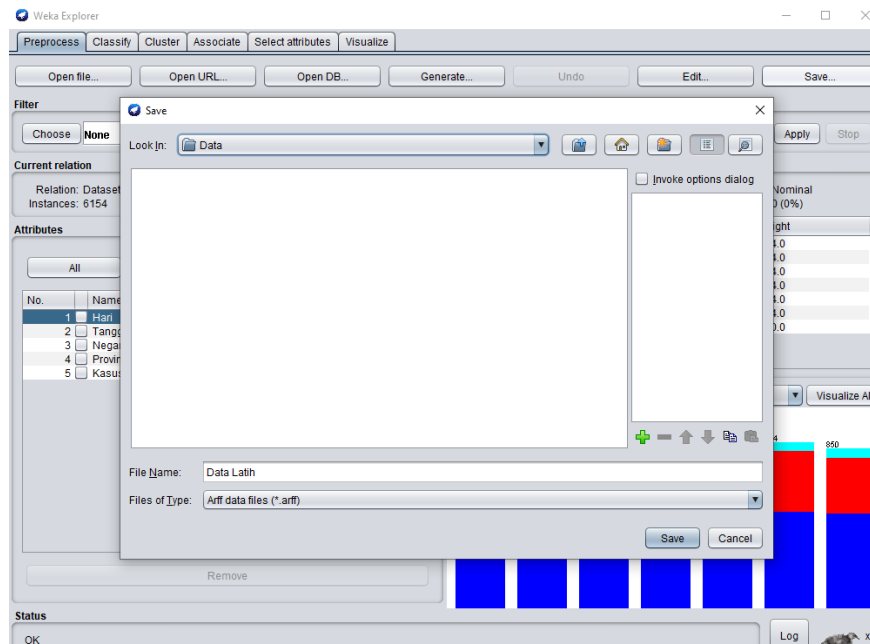 Weka Explorer
Preprocess Classify Cluster Associate Select attributes Visualize
Open file... Open URL... Open DB... Generate... Undo Edit... Save...
Filter
Choose None Apply Stop
Save
Look In: Data
Invoke options dialog
Current relation
Relation: Dataset Nominal
Instances: 6154 0 (0%)
Attributes
ight
All
4.0
4.0
4.0
4.0
4.0
4.0
0.0
No. Name
1 Hari
2 Tangg
3 Negar
4 Provin
5 Kasus
Visualize Al
4 850
File Name: Data Latih
Files of Type: Arff data files (*.arff)
Save Cancel
Remove
Status
OK Log x